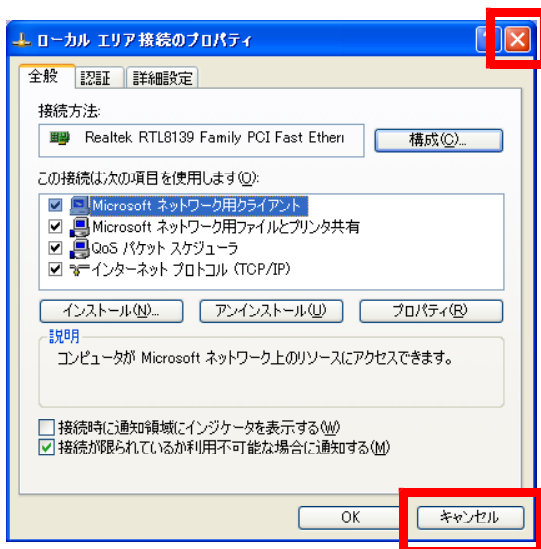 ローカル エリア接続のプロパティ
全般 認証 詳細設定
接続方法:
Realtek RTL8139 Family PCI Fast Ethern 構成(C)...
この接続は次の項目を使用します(O):
Microsoft ネットワーク用クライアント
Microsoft ネットワーク用ファイルとプリンタ共有
QoS パケット スケジューラ
インターネット プロトコル (TCP/IP)
インストール(N)... アンインストール(U) プロパティ(R)
説明
コンピュータが Microsoft ネットワーク上のリソースにアクセスできます。
接続時に通知領域にインジケータを表示する(W)
接続が限られているか利用不可能な場合に通知する(M)
OK キャンセル